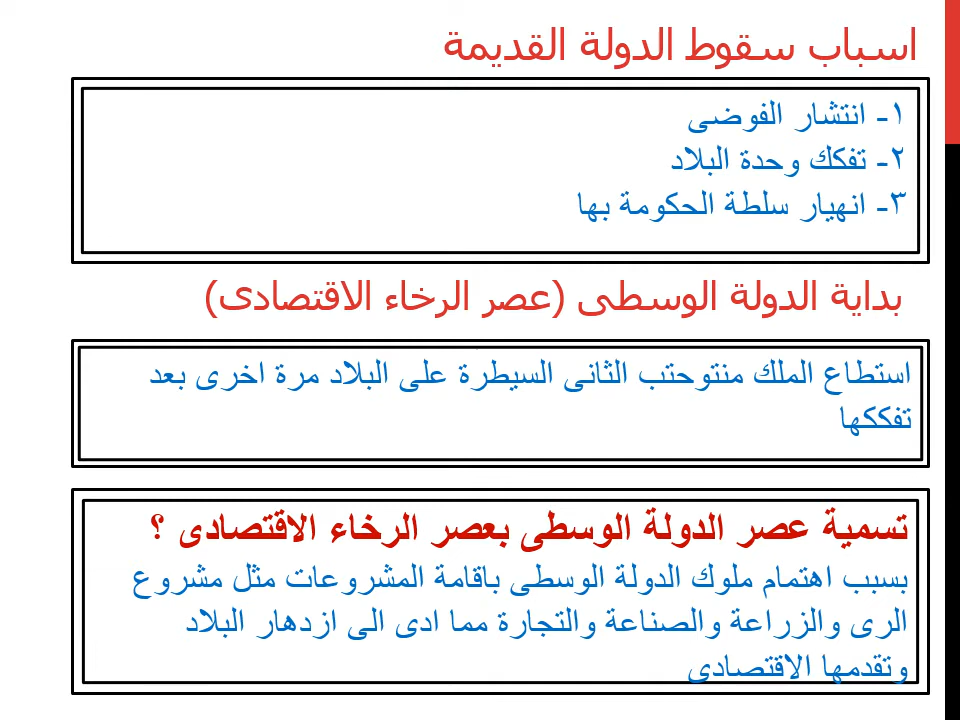 اسباب سقوط الدولة القديمة
١- انتشار الفوضى
٢- تفكك وحدة البلاد
٣- انهيار سلطة الحكومة بها
بداية الدولة الوسطى (عصر الرخاء الاقتصادى)
استطاع الملك منتوحتب الثانى السيطرة على البلاد مرة اخرى بعد
تفككها
تسمية عصر الدولة الوسطى بعصر الرخاء الاقتصادى ؟
بسبب اهتمام ملوك الدولة الوسطى باقامة المشروعات مثل مشروع
الرى والزراعة والصناعة والتجارة مما ادى الى ازدهار البلاد
وتقدمها الاقتصادى